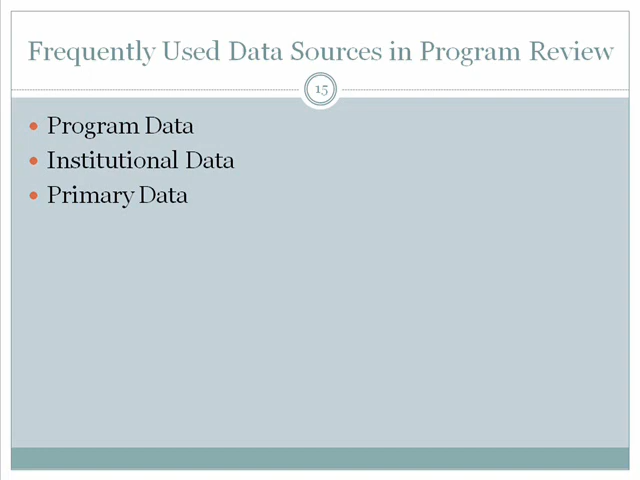 Frequently Used Data Sources in Program Review
15
Program Data
Institutional Data
Primary Data